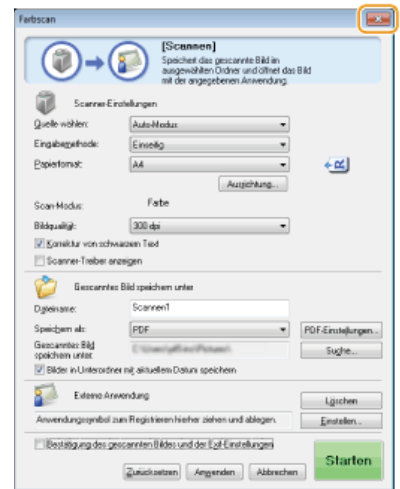 Farbscan
[Scannen]
Speichert das gescannte Bild im
ausgewählten Ordner und öffnet das Bild
mit der angegebenen Anwendung.
Scanner-Einstellungen
Quelle wählen: Auto-Modus
Eingabemethode: Einseitig
Papierformat: A4
Ausrichtung...
Scan-Modus: Farbe
Bildqualität: 300 dpi
Korrektur von schwarzem Text
Scanner-Treiber anzeigen
Gescanntes Bild speichern unter
Dateiname: Scannen1
Speichern als: PDF PDF-Einstellungen...
Gescanntes Bild
speichern unter: Suche...
Bilder in Unterordner mit aktuellem Datum speichern
Externe Anwendung
Löschen
Anwendungssymbol zum Registrieren hierher ziehen und ablegen. Einstellen...
Bestätigung des gescannten Bildes und der Exif-Einstellungen
Zurücksetzen Anwenden Abbrechen Starten